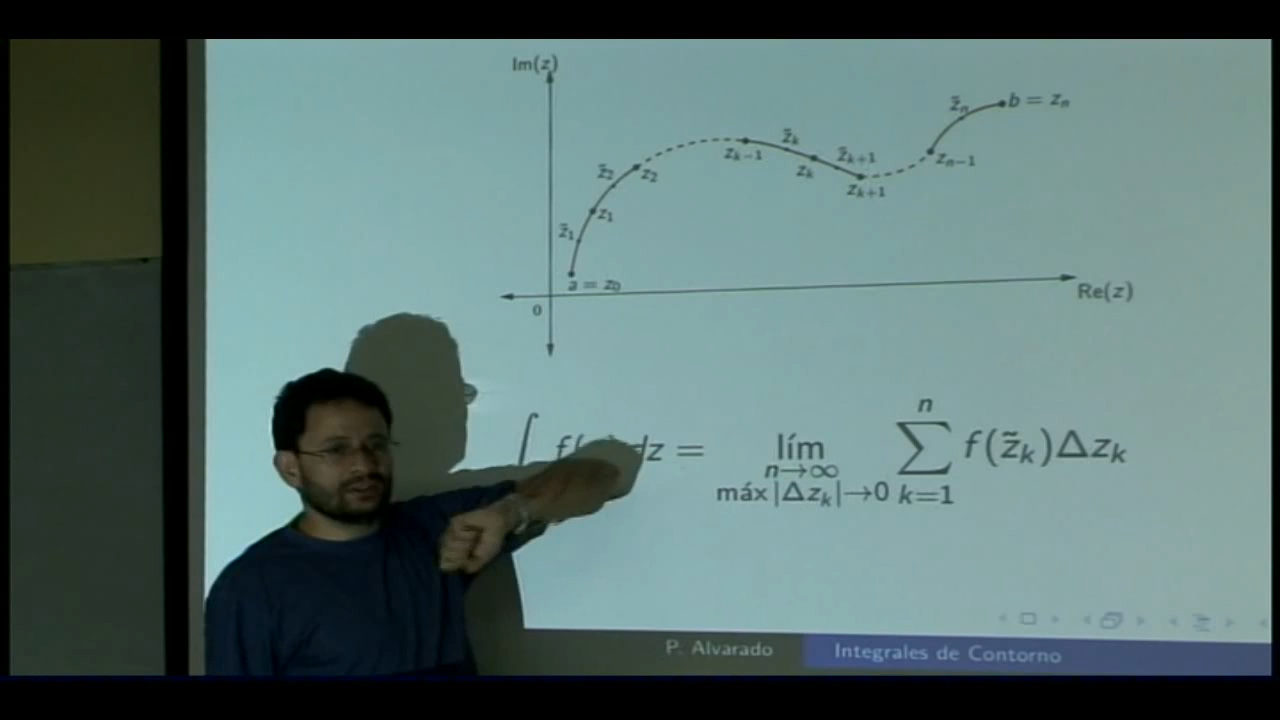 Im(z)
z̃ₙ b = zₙ
z̃ₖ
z̃ₖ₊₁
zₖ₋₁
zₙ₋₁
z̃₂ z₂
zₖ
zₖ₊₁
z₁
z̃₁
a = z₀
Re(z)
0
∫ f( dz = lím n→∞ máx |Δzₖ|→0 ∑ k=1 n f(z̃ₖ)Δzₖ
P. Alvarado Integrales de Contorno